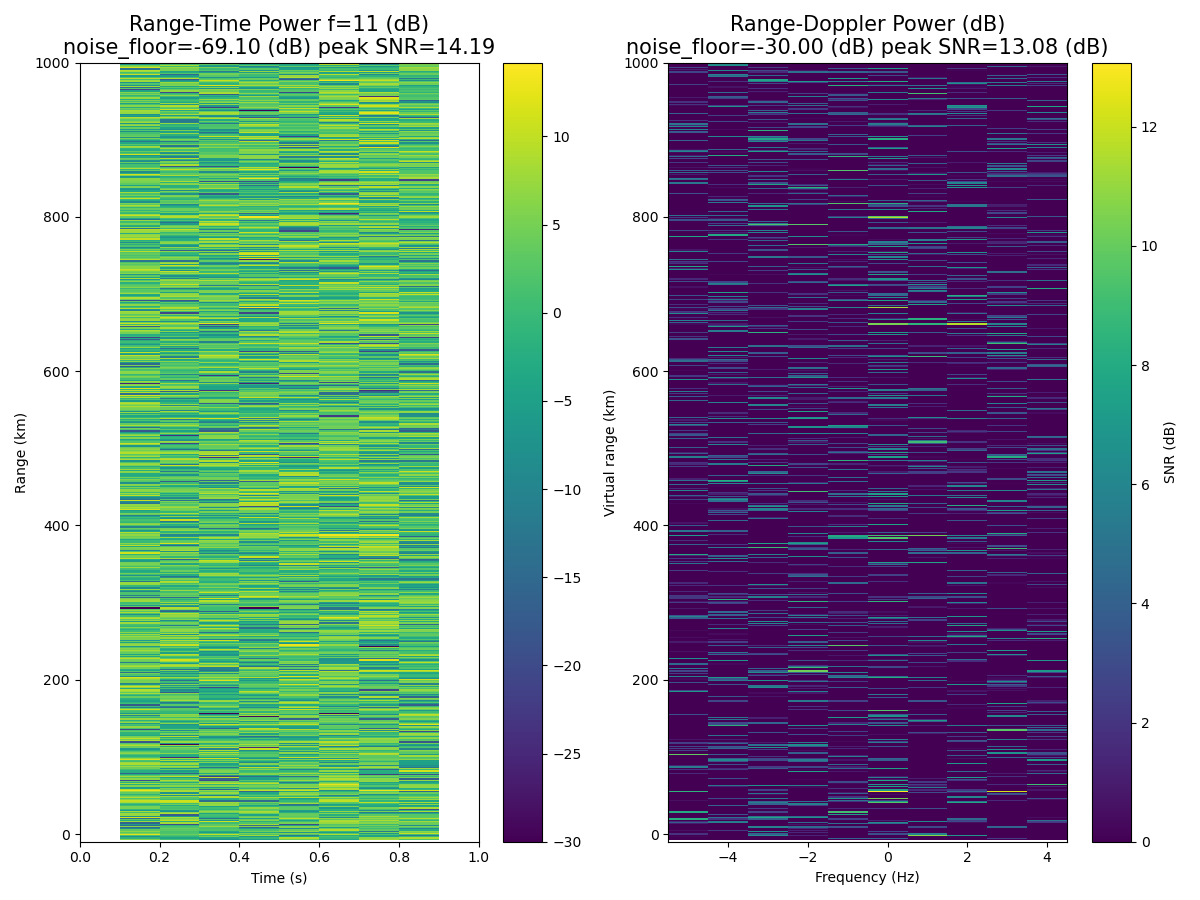 Range-Time Power f=11 (dB)
noise_floor=-69.10 (dB) peak SNR=14.19
1000
800
600
400
200
0
Range (km)
0.0 0.2 0.4 0.6 0.8 1.0
Time (s)
10
5
0
−5
−10
−15
−20
−25
−30
Range-Doppler Power (dB)
noise_floor=-30.00 (dB) peak SNR=13.08 (dB)
1000
800
600
400
200
0
Virtual range (km)
−4 −2 0 2 4
Frequency (Hz)
12
10
8
6
4
2
0
SNR (dB)